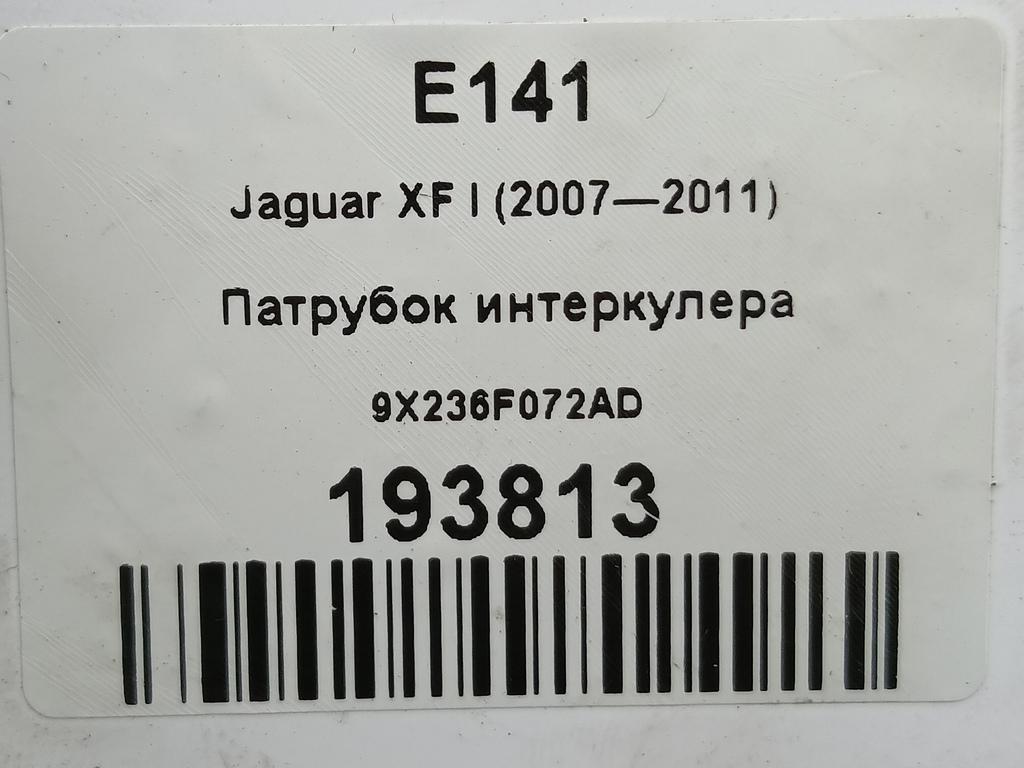 E141
Jaguar XF I (2007—2011)
Патрубок интеркулера
9X236F072AD
193813